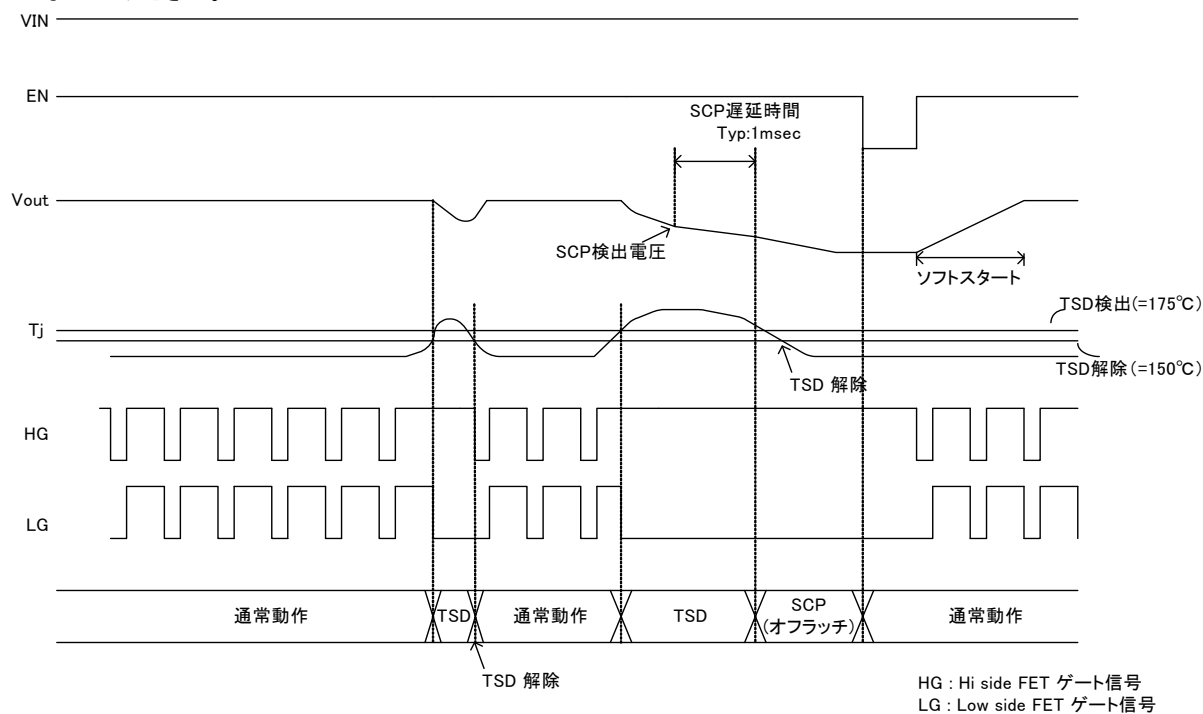 VIN
EN
SCP遅延時間
Typ:1msec
Vout
SCP検出電圧
ソフトスタート
TSD検出(=175℃)
Tj
TSD 解除
TSD解除(=150℃)
HG
LG
通常動作
TSD
通常動作
TSD
SCP
(オフラッチ)
通常動作
TSD 解除
HG : Hi side FET ゲート信号
LG : Low side FET ゲート信号